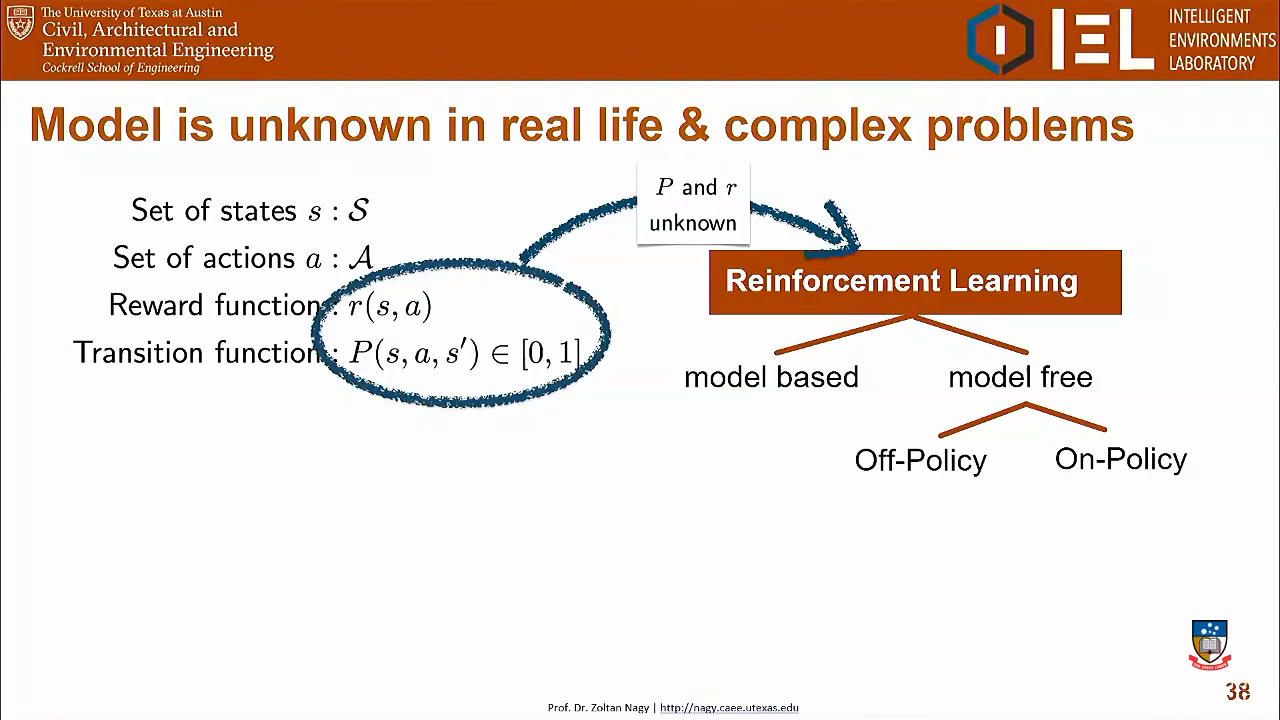 The University of Texas at Austin
Civil, Architectural and
Environmental Engineering
Cockrell School of Engineering
I IEL
INTELLIGENT
ENVIRONMENTS
LABORATORY
Model is unknown in real life & complex problems
Set of states s : 𝒮
Set of actions a : 𝒜
Reward function : r(s, a)
Transition function : P(s, a, s′) ∈ [0, 1]
P and r
unknown
Reinforcement Learning
model based
model free
Off-Policy
On-Policy
38
Prof. Dr. Zoltan Nagy | http://nagy.caee.utexas.edu